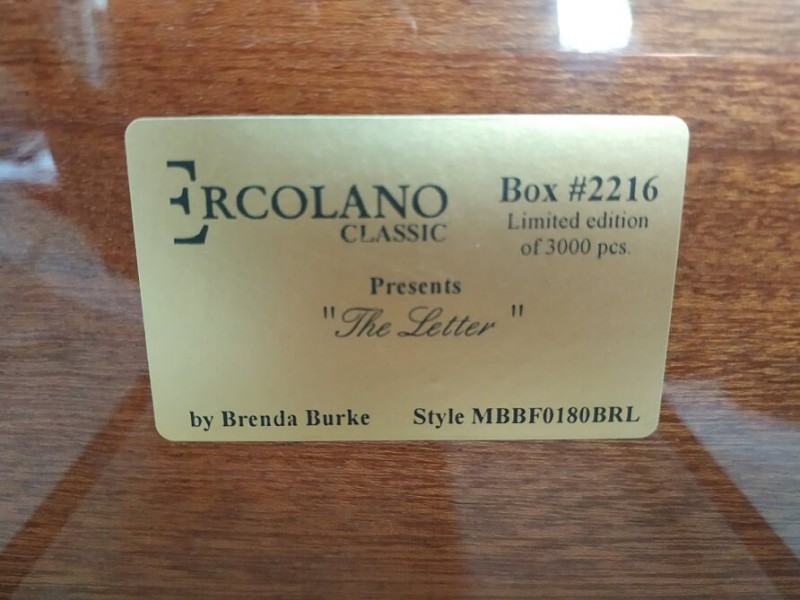 ERCOLANO
CLASSIC
Box #2216
Limited edition
of 3000 pcs.
Presents
"The Letter "
by Brenda Burke Style MBBF0180BRL